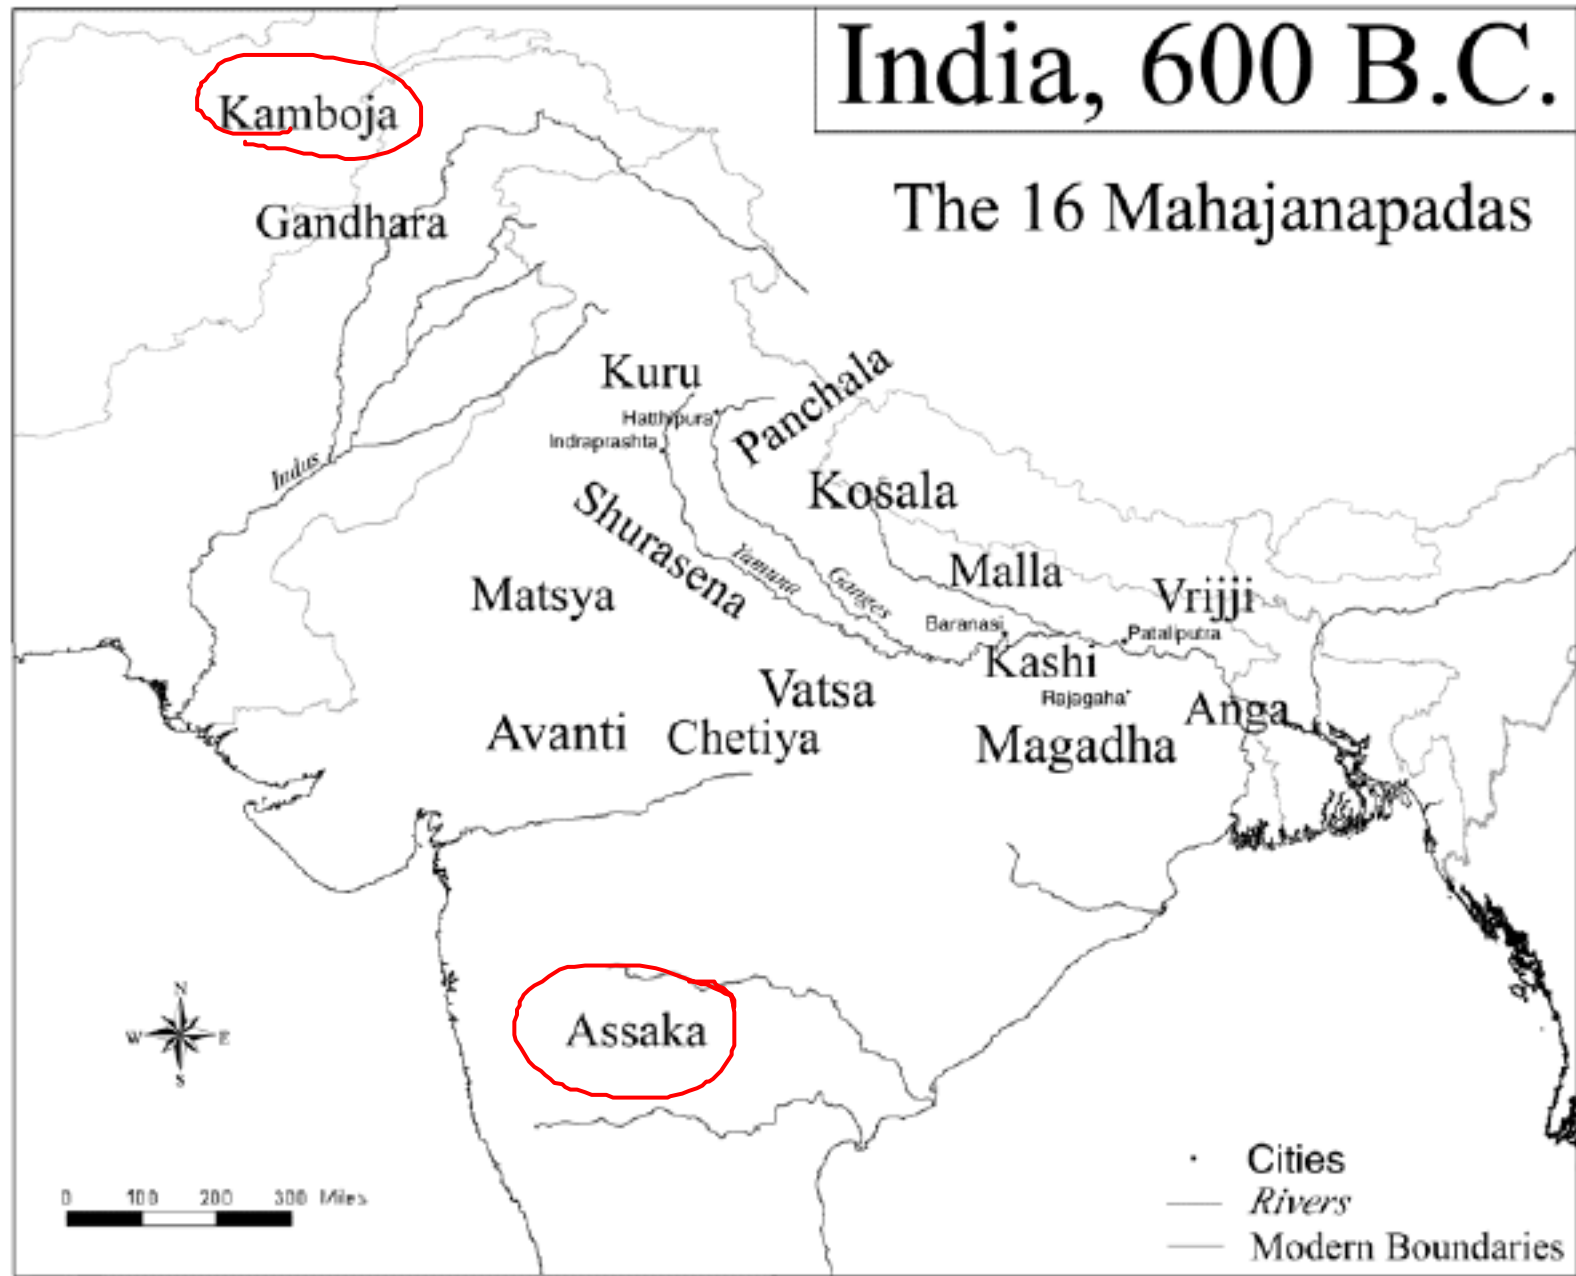 India, 600 B.C.
The 16 Mahajanapadas
Kamboja
Gandhara
Kuru
Panchala
Hatthipura
Indraprashta
Indus
Kosala
Shurasena
Yamuna
Ganges
Malla
Matsya
Vrijji
Baranasi
Pataliputra
Kashi
Vatsa
Rajagaha
Anga
Avanti
Chetiya
Magadha
Assaka
N
W
E
S
Cities
Rivers
Modern Boundaries
0 100 200 300 Miles